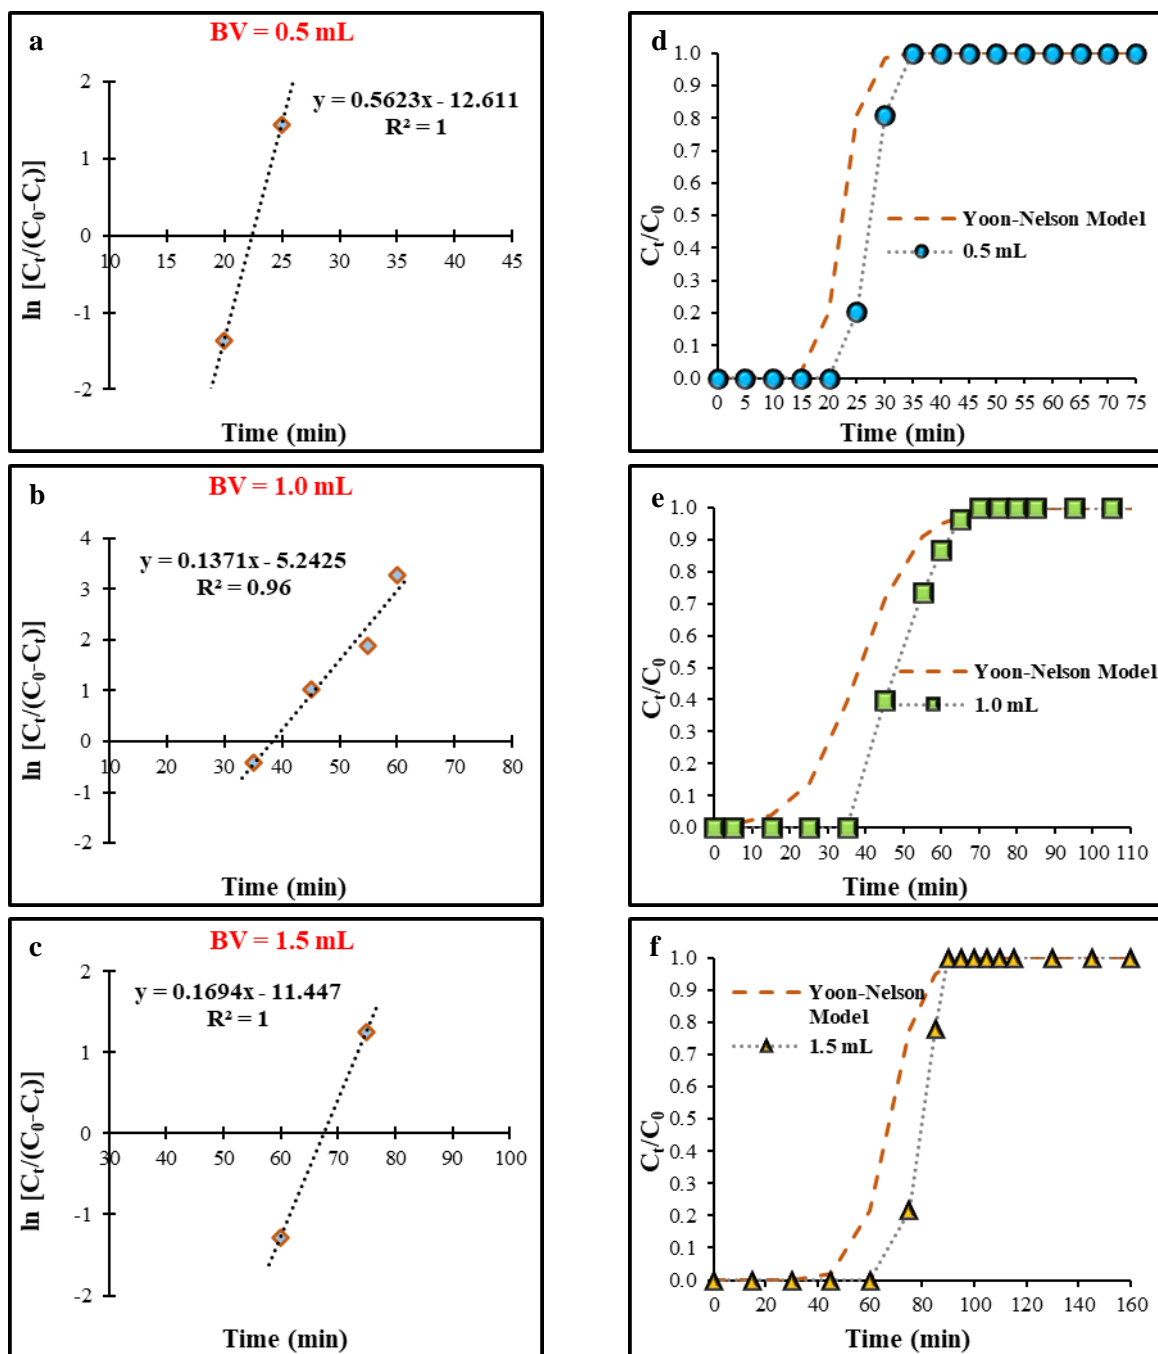 a
BV = 0.5 mL
y = 0.5623x - 12.611
R² = 1
2
1
0
-1
-2
10 15 20 25 30 35 40 45
ln [Cₜ/(C₀-Cₜ)]
Time (min)
d
1.0
0.9
0.8
0.7
0.6
0.5
0.4
0.3
0.2
0.1
0.0
0 5 10 15 20 25 30 35 40 45 50 55 60 65 70 75
Cₜ/C₀
Time (min)
Yoon-Nelson Model
0.5 mL
b
BV = 1.0 mL
y = 0.1371x - 5.2425
R² = 0.96
4
3
2
1
0
-1
-2
10 20 30 40 50 60 70 80
ln [Cₜ/(C₀-Cₜ)]
Time (min)
e
1.0
0.9
0.8
0.7
0.6
0.5
0.4
0.3
0.2
0.1
0.0
0 10 20 30 40 50 60 70 80 90 100 110
Cₜ/C₀
Time (min)
Yoon-Nelson Model
1.0 mL
c
BV = 1.5 mL
y = 0.1694x - 11.447
R² = 1
2
1
0
-1
-2
30 40 50 60 70 80 90 100
ln [Cₜ/(C₀-Cₜ)]
Time (min)
f
1.0
0.9
0.8
0.7
0.6
0.5
0.4
0.3
0.2
0.1
0.0
0 20 40 60 80 100 120 140 160
Cₜ/C₀
Time (min)
Yoon-Nelson
Model
1.5 mL